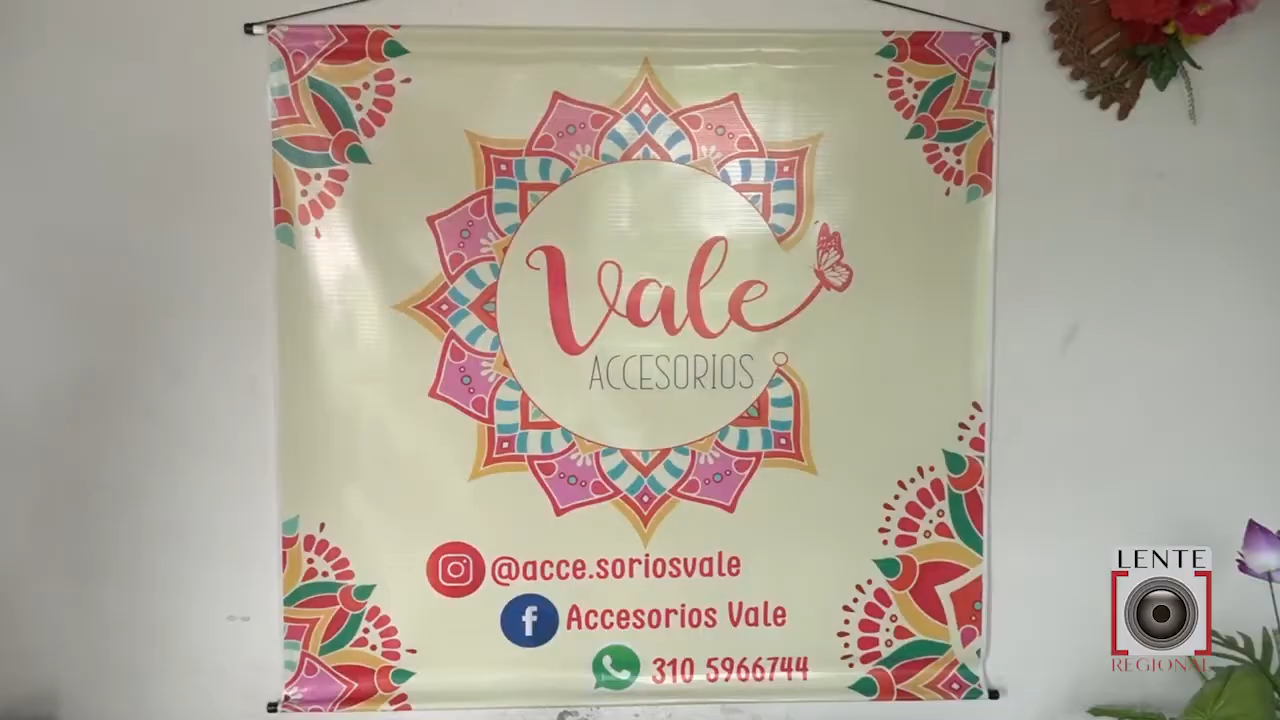 Vale
ACCESORIOS
@acce.soriosvale
Accesorios Vale
310 5966744
LENTE
REGIONAL